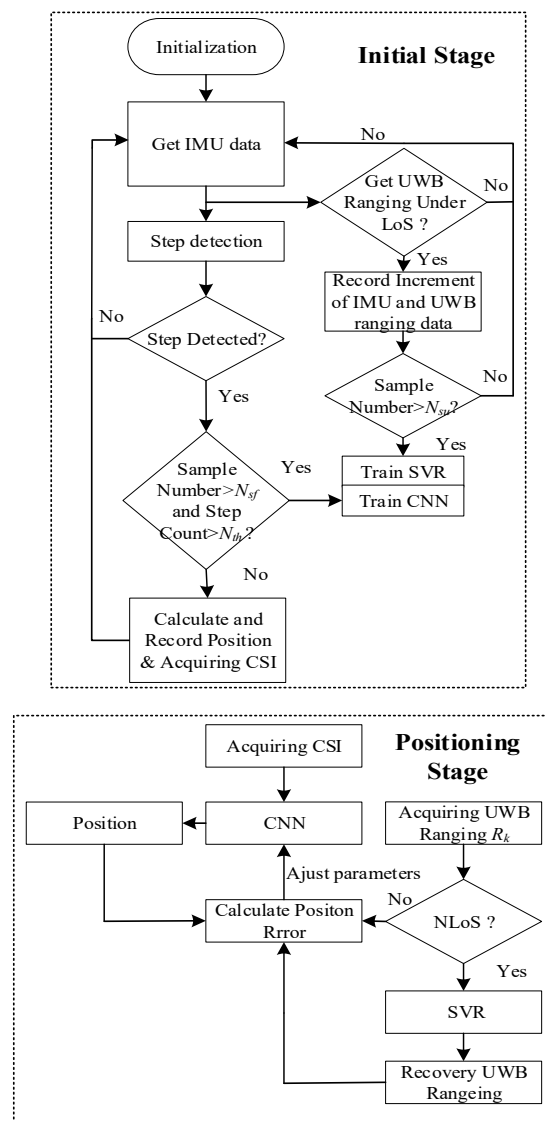 Initialization
Initial Stage
Get IMU data
No
Get UWB
Ranging Under
LoS ?
No
Step detection
Yes
Record Increment
of IMU and UWB
ranging data
No
Step Detected?
Sample
Number>Nsu?
No
Yes
Yes
Sample
Number>Nsf
and Step
Count>Nth ?
Yes
Train SVR
Train CNN
No
Calculate and
Record Position
& Acquiring CSI
Acquiring CSI
Positioning
Stage
Position
CNN
Acquiring UWB
Ranging Rk
Ajust parameters
No
Calculate Positon
Rrror
NLoS ?
Yes
SVR
Recovery UWB
Rangeing